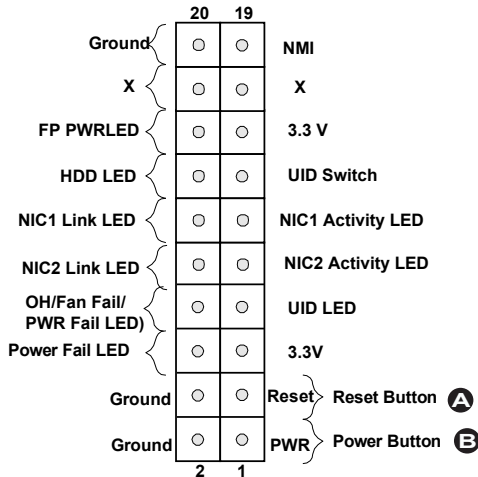 20 19
Ground NMI
X X
FP PWRLED 3.3 V
HDD LED UID Switch
NIC1 Link LED NIC1 Activity LED
NIC2 Link LED NIC2 Activity LED
OH/Fan Fail/
PWR Fail LED) UID LED
Power Fail LED 3.3V
Ground Reset Reset Button A
Ground PWR Power Button B
2 1